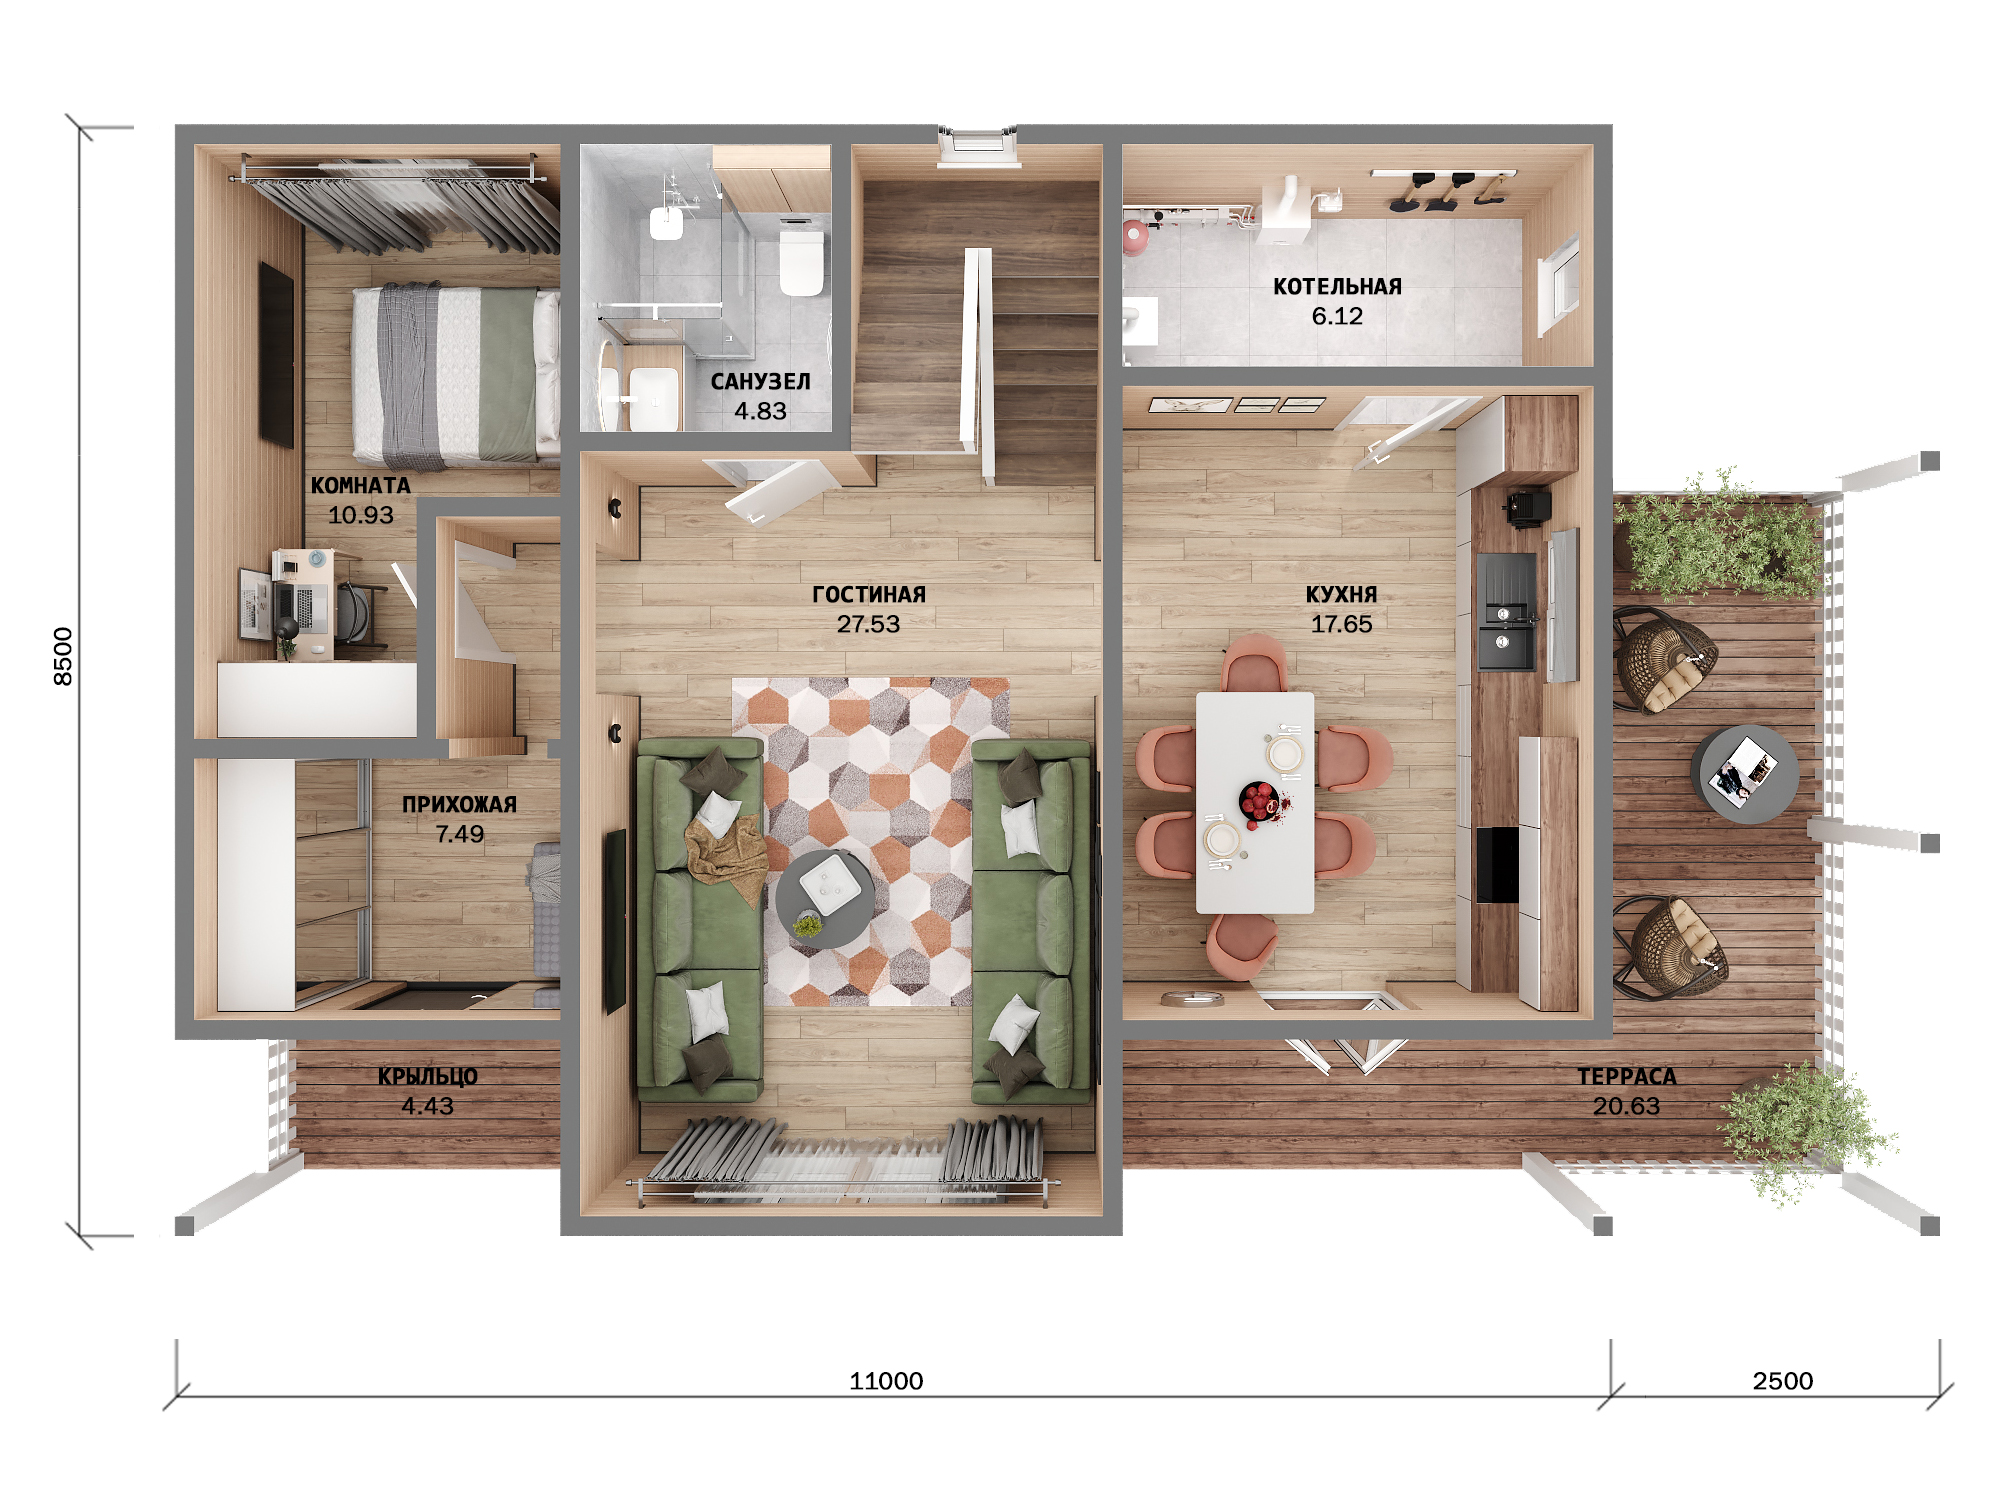 КОТЕЛЬНАЯ
6.12
САНУЗЕЛ
4.83
КОМНАТА
10.93
ГОСТИНАЯ
27.53
КУХНЯ
17.65
8500
ПРИХОЖАЯ
7.49
КРЫЛЬЦО
4.43
ТЕРРАСА
20.63
11000
2500